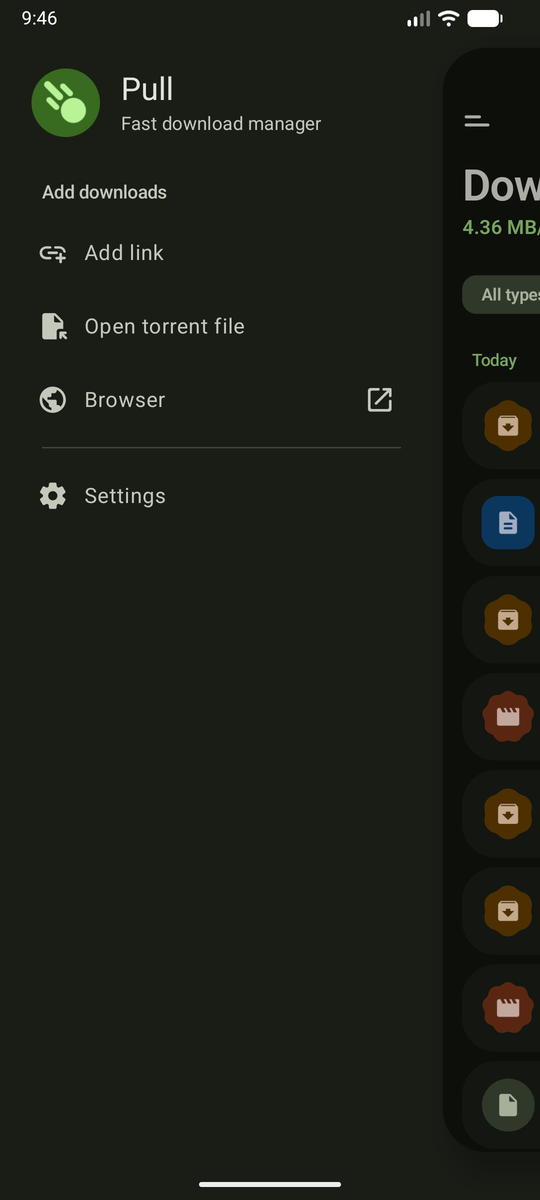 9:46
Pull
Fast download manager
Add downloads
Add link
Open torrent file
Browser
Settings
4.36 MB/
All types
Today